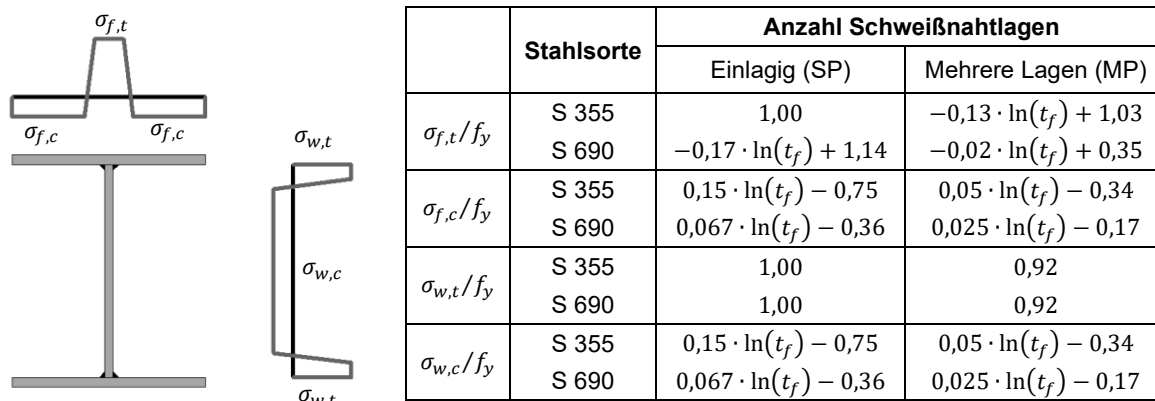 σf,t
σf,c σf,c
σw,t
σw,c
σw,t
Stahlsorte Anzahl Schweißnahtlagen
Einlagig (SP) Mehrere Lagen (MP)
σf,t/fy S 355 1,00 −0,13 · ln(tf) + 1,03
S 690 −0,17 · ln(tf) + 1,14 −0,02 · ln(tf) + 0,35
σf,c/fy S 355 0,15 · ln(tf) − 0,75 0,05 · ln(tf) − 0,34
S 690 0,067 · ln(tf) − 0,36 0,025 · ln(tf) − 0,17
σw,t/fy S 355 1,00 0,92
S 690 1,00 0,92
σw,c/fy S 355 0,15 · ln(tf) − 0,75 0,05 · ln(tf) − 0,34
S 690 0,067 · ln(tf) − 0,36 0,025 · ln(tf) − 0,17